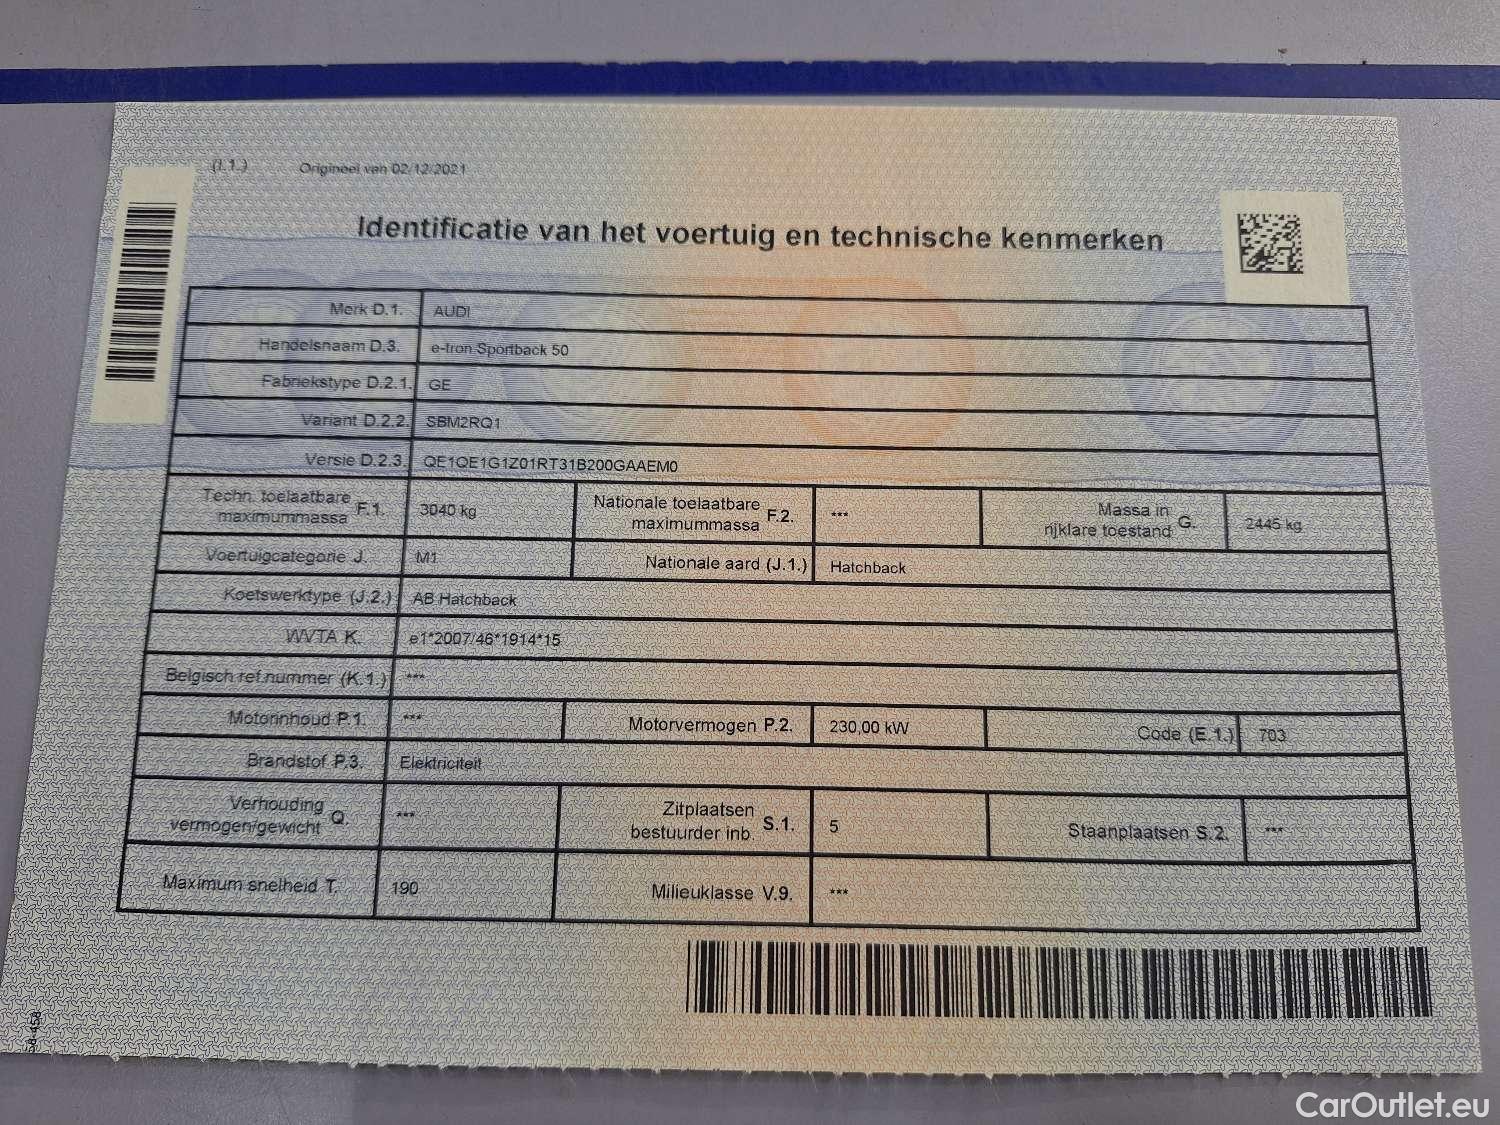 (I.1.) Origineel van 02/12/2021
Identificatie van het voertuig en technische kenmerken
Merk D.1. AUDI
Handelsnaam D.3. e-tron Sportback 50
Fabriekstype D.2.1. GE
Variant D.2.2. SBM2RQ1
Versie D.2.3. QE1QE1G1Z01RT31B200GAAEM0
Techn. toelaatbare maximummassa F.1. 3040 kg Nationale toelaatbare maximummassa F.2. *** Massa in rijklare toestand G. 2445 kg
Voertuigcategorie J. M1 Nationale aard (J.1.) Hatchback
Koetswerktype (J.2.) AB Hatchback
WVTA K. e1*2007/46*1914*15
Belgisch ref.nummer (K.1.) ***
Motorinhoud P.1. *** Motorvermogen P.2. 230,00 kW Code (E.1.) 703
Brandstof P.3. Elektriciteit
Verhouding vermogen/gewicht Q. *** Zitplaatsen bestuurder inb. S.1. 5 Staanplaatsen S.2. ***
Maximum snelheid T. 190 Milieuklasse V.9. ***
CarOutlet.eu